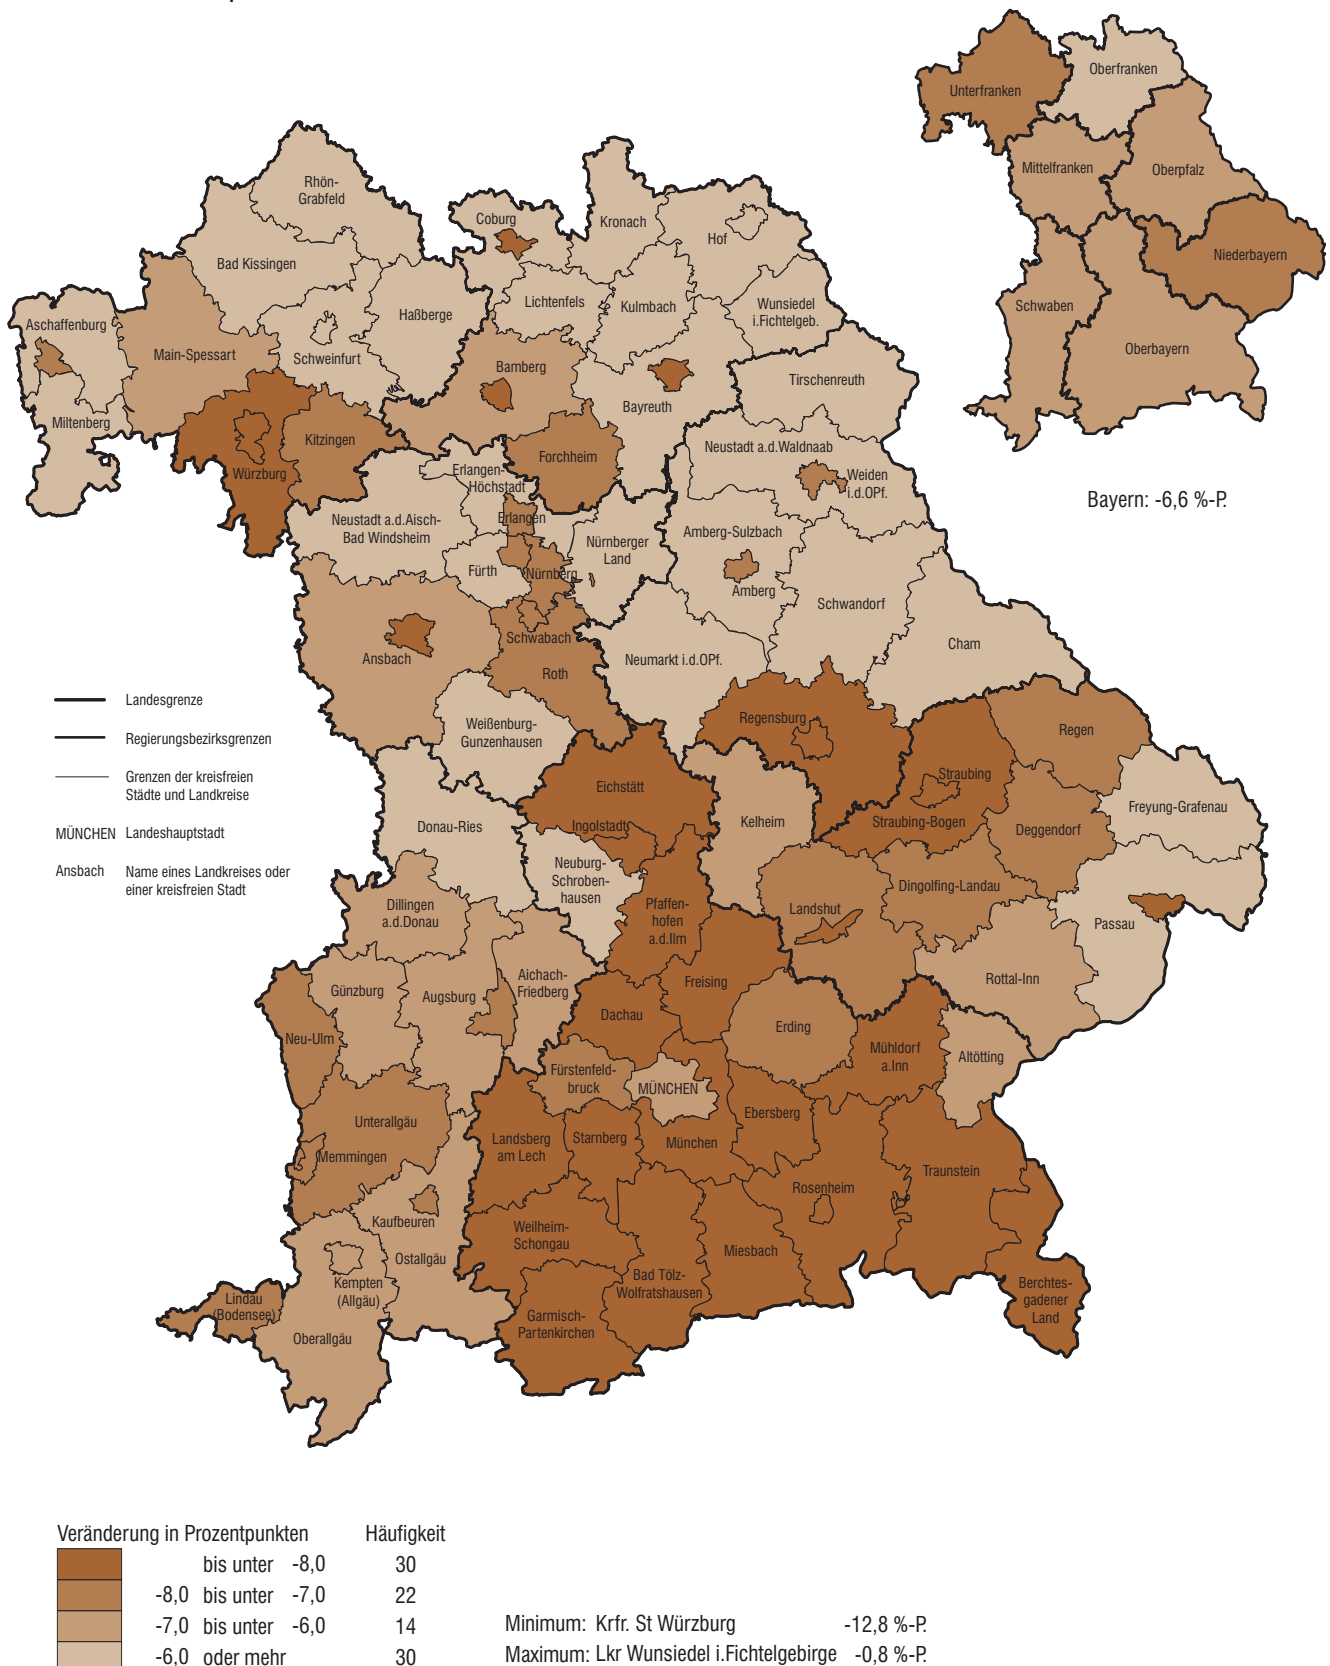 Unterfranken
Oberfranken
Mittelfranken
Oberpfalz
Niederbayern
Schwaben
Oberbayern
Bayern: -6,6 %-P.
Rhön-
Grabfeld
Coburg
Kronach
Hof
Bad Kissingen
Lichtenfels
Kulmbach
Wunsiedel
i.Fichtelgeb.
Aschaffenburg
Haßberge
Main-Spessart
Schweinfurt
Bamberg
Tirschenreuth
Bayreuth
Miltenberg
Kitzingen
Würzburg
Forchheim
Neustadt a.d.Waldnaab
Weiden
i.d.OPf.
Erlangen-
Höchstadt
Erlangen
Neustadt a.d.Aisch-
Bad Windsheim
Nürnberger
Land
Amberg-Sulzbach
Fürth
Nürnberg
Amberg
Schwandorf
Schwabach
Roth
Ansbach
Neumarkt i.d.OPf.
Cham
Landesgrenze
Regierungsbezirksgrenzen
Grenzen der kreisfreien
Städte und Landkreise
MÜNCHEN Landeshauptstadt
Ansbach Name eines Landkreises oder
einer kreisfreien Stadt
Weißenburg-
Gunzenhausen
Regensburg
Regen
Eichstätt
Straubing
Freyung-Grafenau
Donau-Ries
Ingolstadt
Kelheim
Straubing-Bogen
Deggendorf
Neuburg-
Schroben-
hausen
Dingolfing-Landau
Dillingen
a.d.Donau
Pfaffen-
hofen
a.d.Ilm
Landshut
Passau
Aichach-
Friedberg
Rottal-Inn
Günzburg
Augsburg
Freising
Dachau
Erding
Neu-Ulm
Mühldorf
a.Inn
Altötting
Fürstenfeld-
bruck
MÜNCHEN
Ebersberg
Unterallgäu
Landsberg
am Lech
Starnberg
München
Memmingen
Traunstein
Rosenheim
Kaufbeuren
Weilheim-
Schongau
Ostallgäu
Miesbach
Kempten
(Allgäu)
Bad Tölz-
Wolfratshausen
Berchtes-
gadener
Land
Lindau
(Bodensee)
Garmisch-
Partenkirchen
Oberallgäu
Veränderung in Prozentpunkten Häufigkeit
bis unter -8,0 30
-8,0 bis unter -7,0 22
-7,0 bis unter -6,0 14
-6,0 oder mehr 30
Minimum: Krfr. St Würzburg -12,8 %-P.
Maximum: Lkr Wunsiedel i.Fichtelgebirge -0,8 %-P.